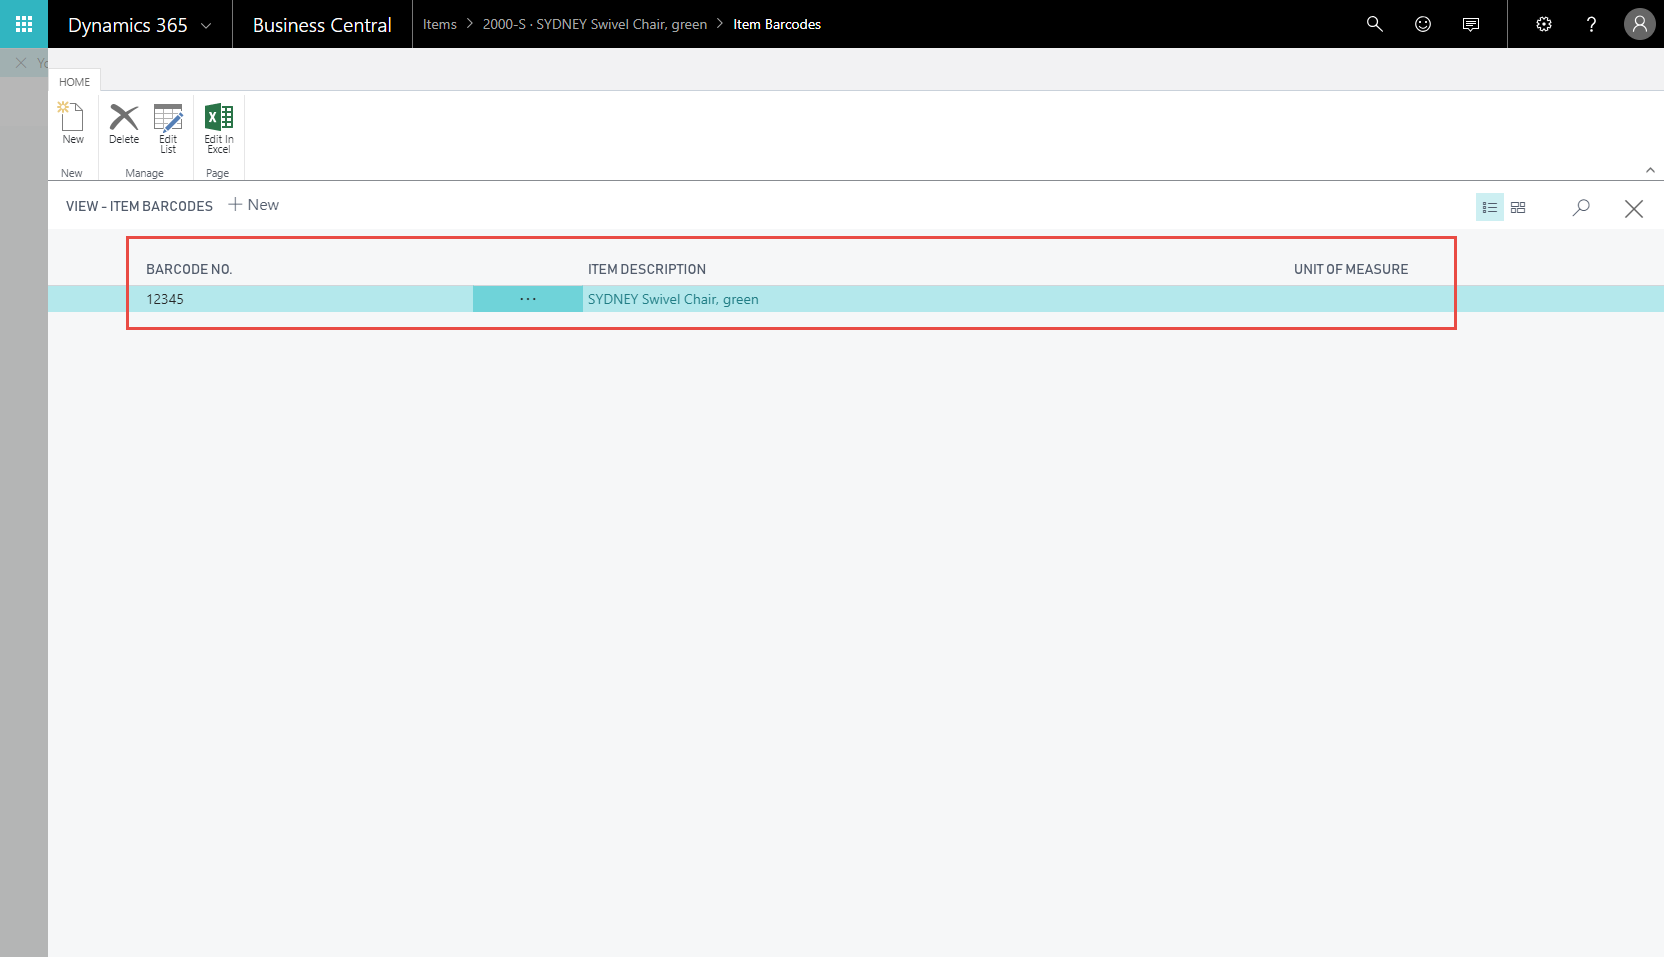 Dynamics 365 Business Central Items > 2000-S · SYDNEY Swivel Chair, green > Item Barcodes ?
Yo
HOME
New Delete Edit List Edit In Excel
New Manage Page
VIEW - ITEM BARCODES + New
BARCODE NO. ITEM DESCRIPTION UNIT OF MEASURE
12345 ··· SYDNEY Swivel Chair, green